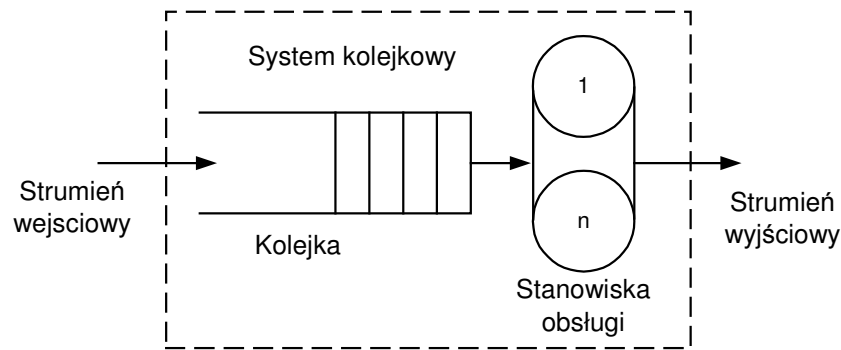 System kolejkowy
1
Strumień
wejsciowy
Kolejka
n
Stanowiska
obsługi
Strumień
wyjściowy